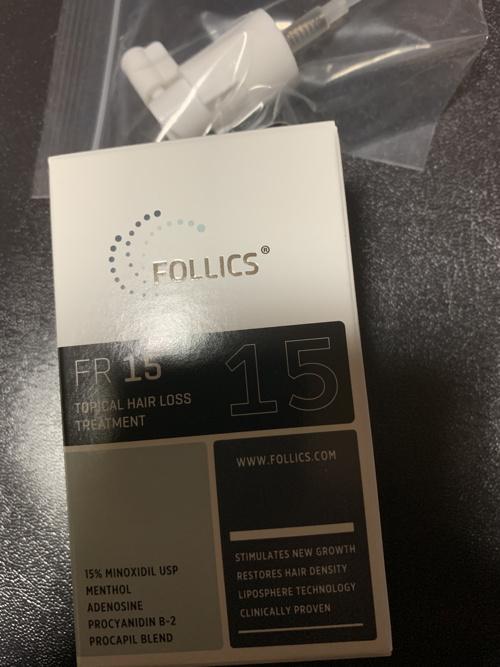 FOLLICS®
FR 15
15
TOPICAL HAIR LOSS
TREATMENT
WWW.FOLLICS.COM
15% MINOXIDIL USP
MENTHOL
ADENOSINE
PROCYANIDIN B-2
PROCAPIL BLEND
STIMULATES NEW GROWTH
RESTORES HAIR DENSITY
LIPOSPHERE TECHNOLOGY
CLINICALLY PROVEN